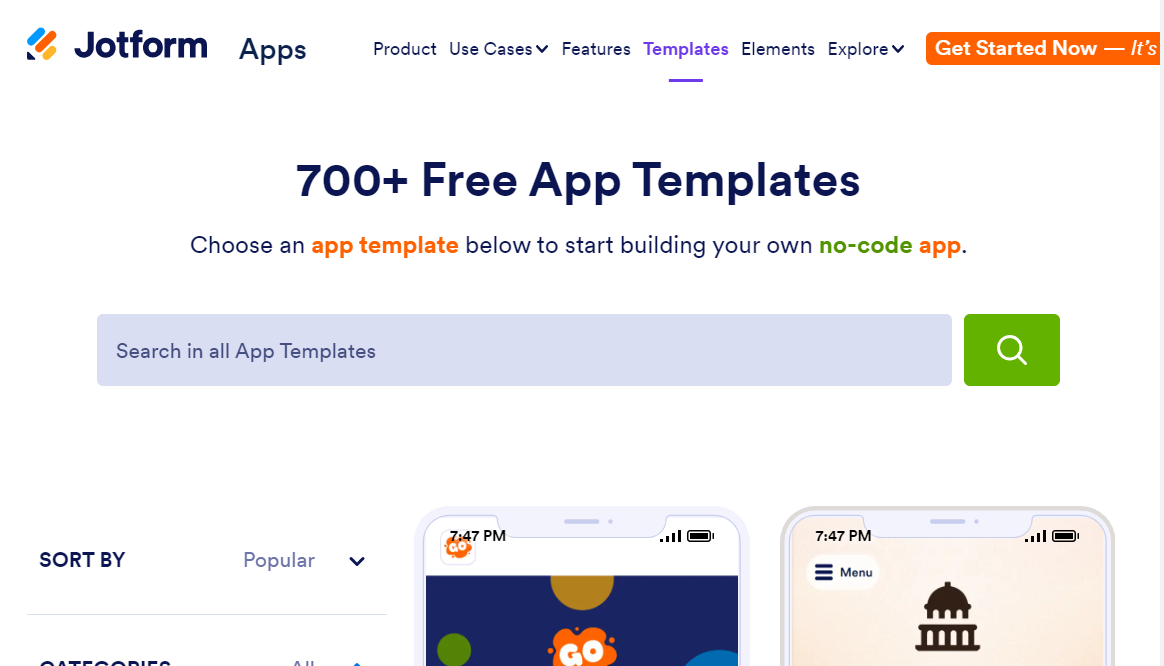 Jotform Apps Product Use Cases Features Templates Elements Explore Get Started Now — It's
700+ Free App Templates
Choose an app template below to start building your own no-code app.
Search in all App Templates
7:47 PM 7:47 PM
GO
SORT BY Popular
Menu
GO
CATEGORIES All